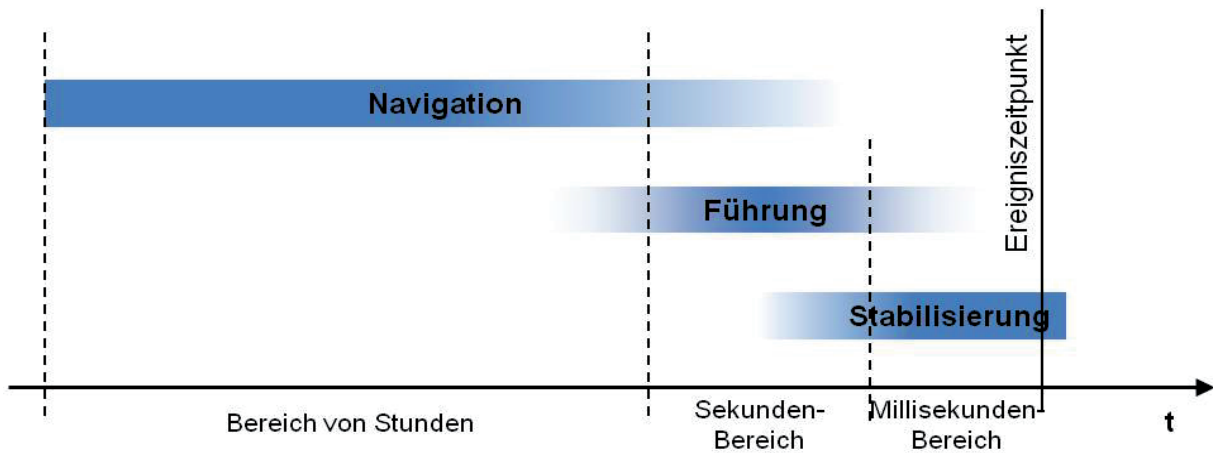 Navigation
Führung
Stabilisierung
Ereigniszeitpunkt
Bereich von Stunden
Sekunden-
Bereich
Millisekunden-
Bereich
t